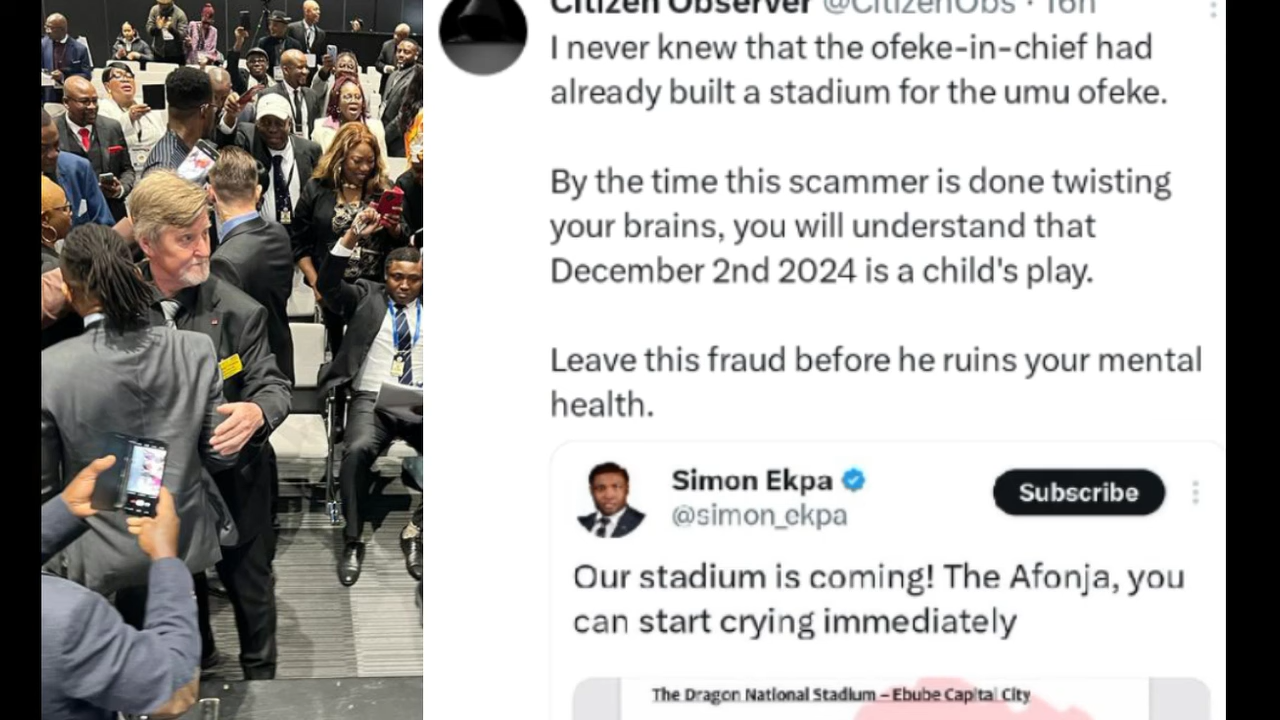 Citizen Observer @CitizenObs · 16h
I never knew that the ofeke-in-chief had
already built a stadium for the umu ofeke.
By the time this scammer is done twisting
your brains, you will understand that
December 2nd 2024 is a child's play.
Leave this fraud before he ruins your mental
health.
Simon Ekpa
Subscribe
@simon_ekpa
Our stadium is coming! The Afonja, you
can start crying immediately
The Dragon National Stadium – Ebube Capital City